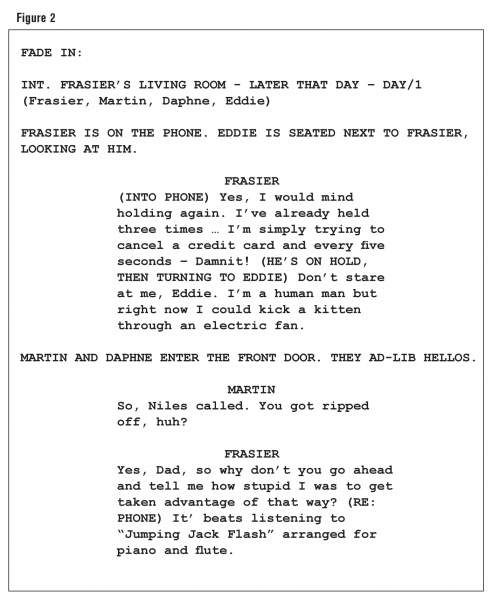 Figure 2
FADE IN:
INT. FRASIER'S LIVING ROOM - LATER THAT DAY – DAY/1
(Frasier, Martin, Daphne, Eddie)
FRASIER IS ON THE PHONE. EDDIE IS SEATED NEXT TO FRASIER,
LOOKING AT HIM.
FRASIER
(INTO PHONE) Yes, I would mind
holding again. I've already held
three times … I'm simply trying to
cancel a credit card and every five
seconds – Damnit! (HE'S ON HOLD,
THEN TURNING TO EDDIE) Don't stare
at me, Eddie. I'm a human man but
right now I could kick a kitten
through an electric fan.
MARTIN AND DAPHNE ENTER THE FRONT DOOR. THEY AD-LIB HELLOS.
MARTIN
So, Niles called. You got ripped
off, huh?
FRASIER
Yes, Dad, so why don't you go ahead
and tell me how stupid I was to get
taken advantage of that way? (RE:
PHONE) It' beats listening to
“Jumping Jack Flash” arranged for
piano and flute.